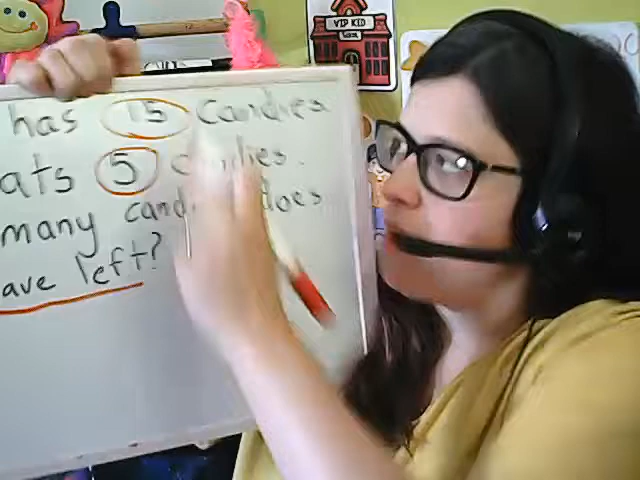 VIP KID
has 15 candies
ats 5 candies.
many cand does
ave left?